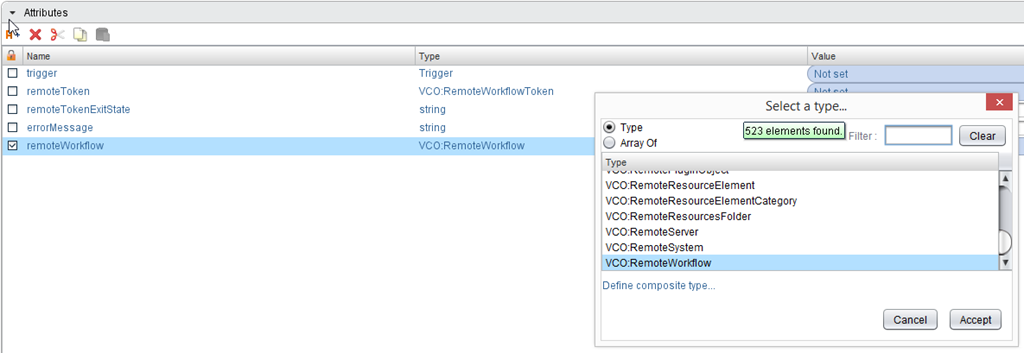 Attributes
Name Type Value
trigger Trigger Not set
remoteToken VCO:RemoteWorkflowToken Not set
remoteTokenExitState string
errorMessage string
remoteWorkflow VCO:RemoteWorkflow
Select a type...
Type
523 elements found.
Filter :
Clear
Array Of
Type
VCO:RemotePluginObject
VCO:RemoteResourceElement
VCO:RemoteResourceElementCategory
VCO:RemoteResourcesFolder
VCO:RemoteServer
VCO:RemoteSystem
VCO:RemoteWorkflow
Define composite type...
Cancel Accept